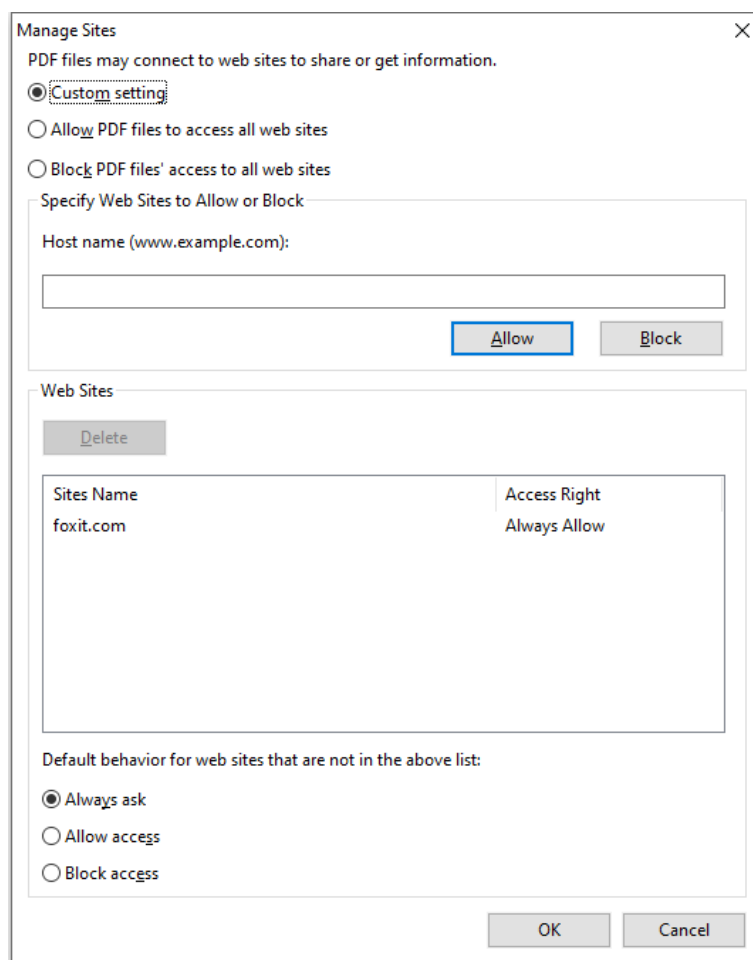 Manage Sites
PDF files may connect to web sites to share or get information.
Custom setting
Allow PDF files to access all web sites
Block PDF files' access to all web sites
Specify Web Sites to Allow or Block
Host name (www.example.com):
Allow Block
Web Sites
Delete
Sites Name Access Right
foxit.com Always Allow
Default behavior for web sites that are not in the above list:
Always ask
Allow access
Block access
OK Cancel